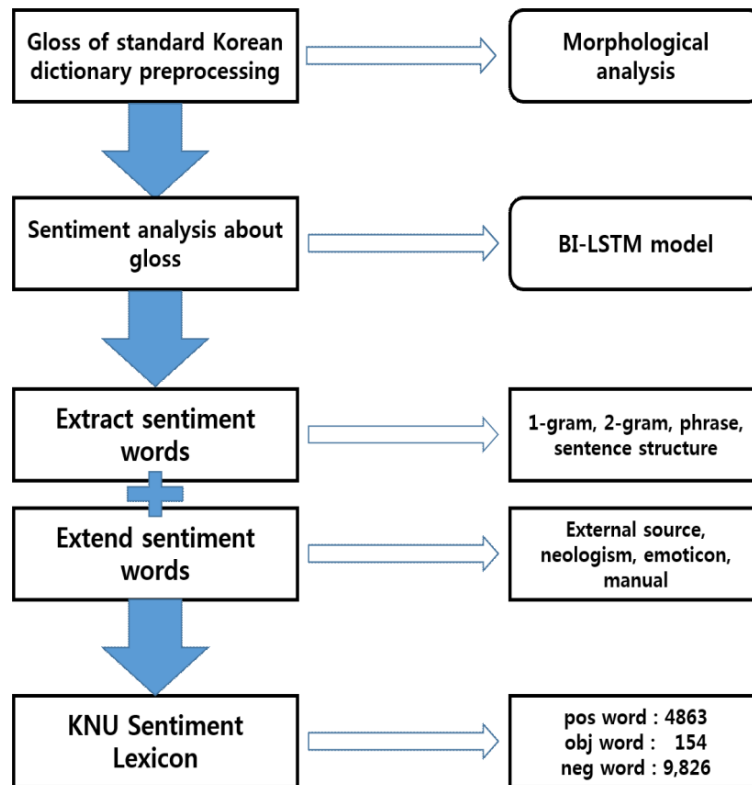 Gloss of standard Korean
dictionary preprocessing
Morphological
analysis
Sentiment analysis about
gloss
BI-LSTM model
Extract sentiment
words
1-gram, 2-gram, phrase,
sentence structure
Extend sentiment
words
External source,
neologism, emoticon,
manual
KNU Sentiment
Lexicon
pos word : 4863
obj word : 154
neg word : 9,826